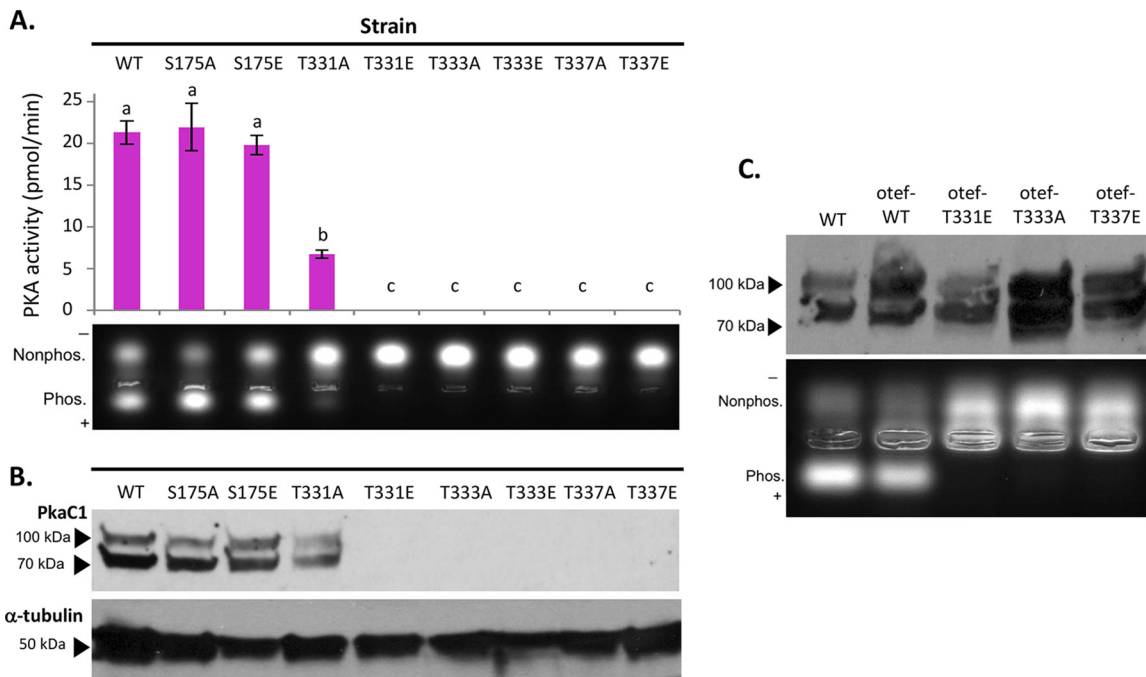 A.
Strain
WT S175A S175E T331A T331E T333A T333E T337A T337E
PKA activity (pmol/min)
25
20
15
10
5
0
a
a
a
b
c c c c c
–
Nonphos.
Phos.
+
B.
WT S175A S175E T331A T331E T333A T333E T337A T337E
PkaC1
100 kDa
70 kDa
α-tubulin
50 kDa
C.
WT otef-WT otef-T331E otef-T333A otef-T337E
100 kDa
70 kDa
–
Nonphos.
Phos.
+